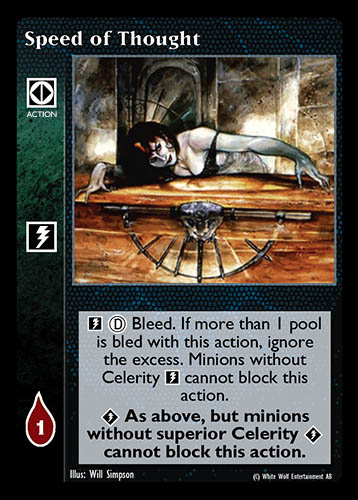 Speed of Thought
ACTION
D Bleed. If more than 1 pool
is bled with this action, ignore
the excess. Minions without
Celerity cannot block this
action.
As above, but minions
without superior Celerity
cannot block this action.
1
Illus: Will Simpson
(C) White Wolf Entertainment AB